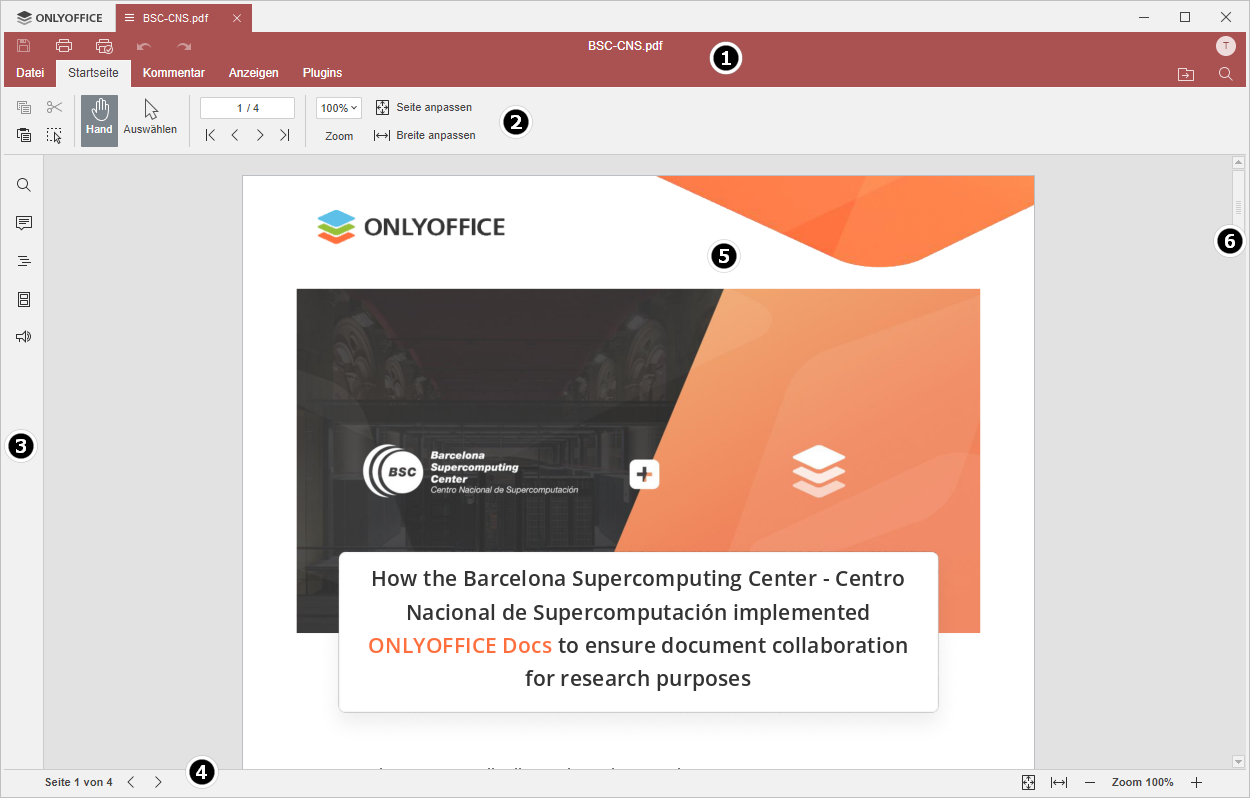 ONLYOFFICE
BSC-CNS.pdf
BSC-CNS.pdf
1
T
Datei
Startseite
Kommentar
Anzeigen
Plugins
Hand
Auswählen
1 / 4
100%
Zoom
Seite anpassen
Breite anpassen
2
ONLYOFFICE
5
6
3
BSC
Barcelona
Supercomputing
Center
Centro Nacional de Supercomputación
How the Barcelona Supercomputing Center - Centro
Nacional de Supercomputación implemented
ONLYOFFICE Docs to ensure document collaboration
for research purposes
Seite 1 von 4
4
Zoom 100%